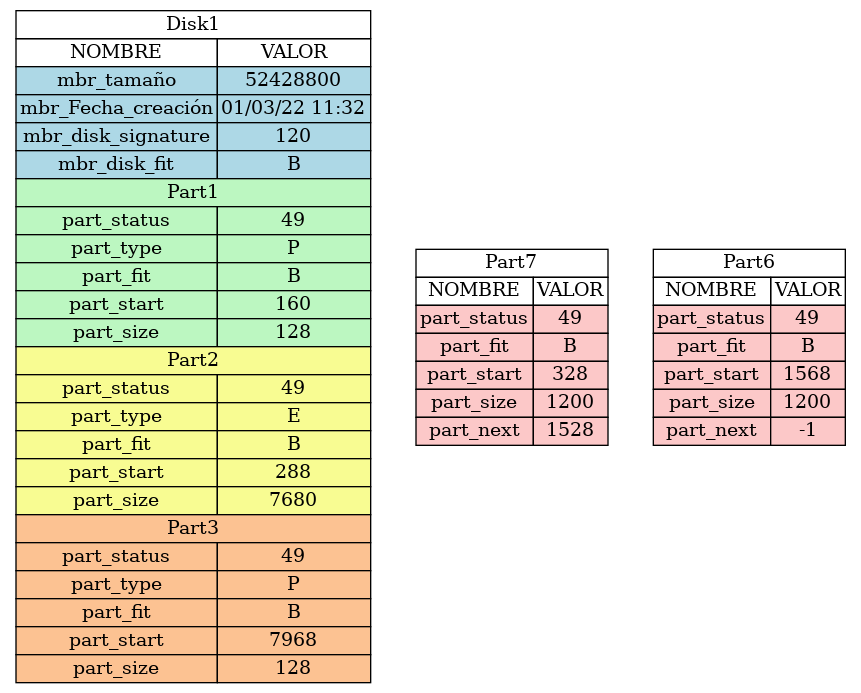 Disk1
NOMBRE VALOR
mbr_tamaño 52428800
mbr_Fecha_creación 01/03/22 11:32
mbr_disk_signature 120
mbr_disk_fit B
Part1
part_status 49
part_type P
part_fit B
part_start 160
part_size 128
Part2
part_status 49
part_type E
part_fit B
part_start 288
part_size 7680
Part3
part_status 49
part_type P
part_fit B
part_start 7968
part_size 128
Part7
NOMBRE VALOR
part_status 49
part_fit B
part_start 328
part_size 1200
part_next 1528
Part6
NOMBRE VALOR
part_status 49
part_fit B
part_start 1568
part_size 1200
part_next -1